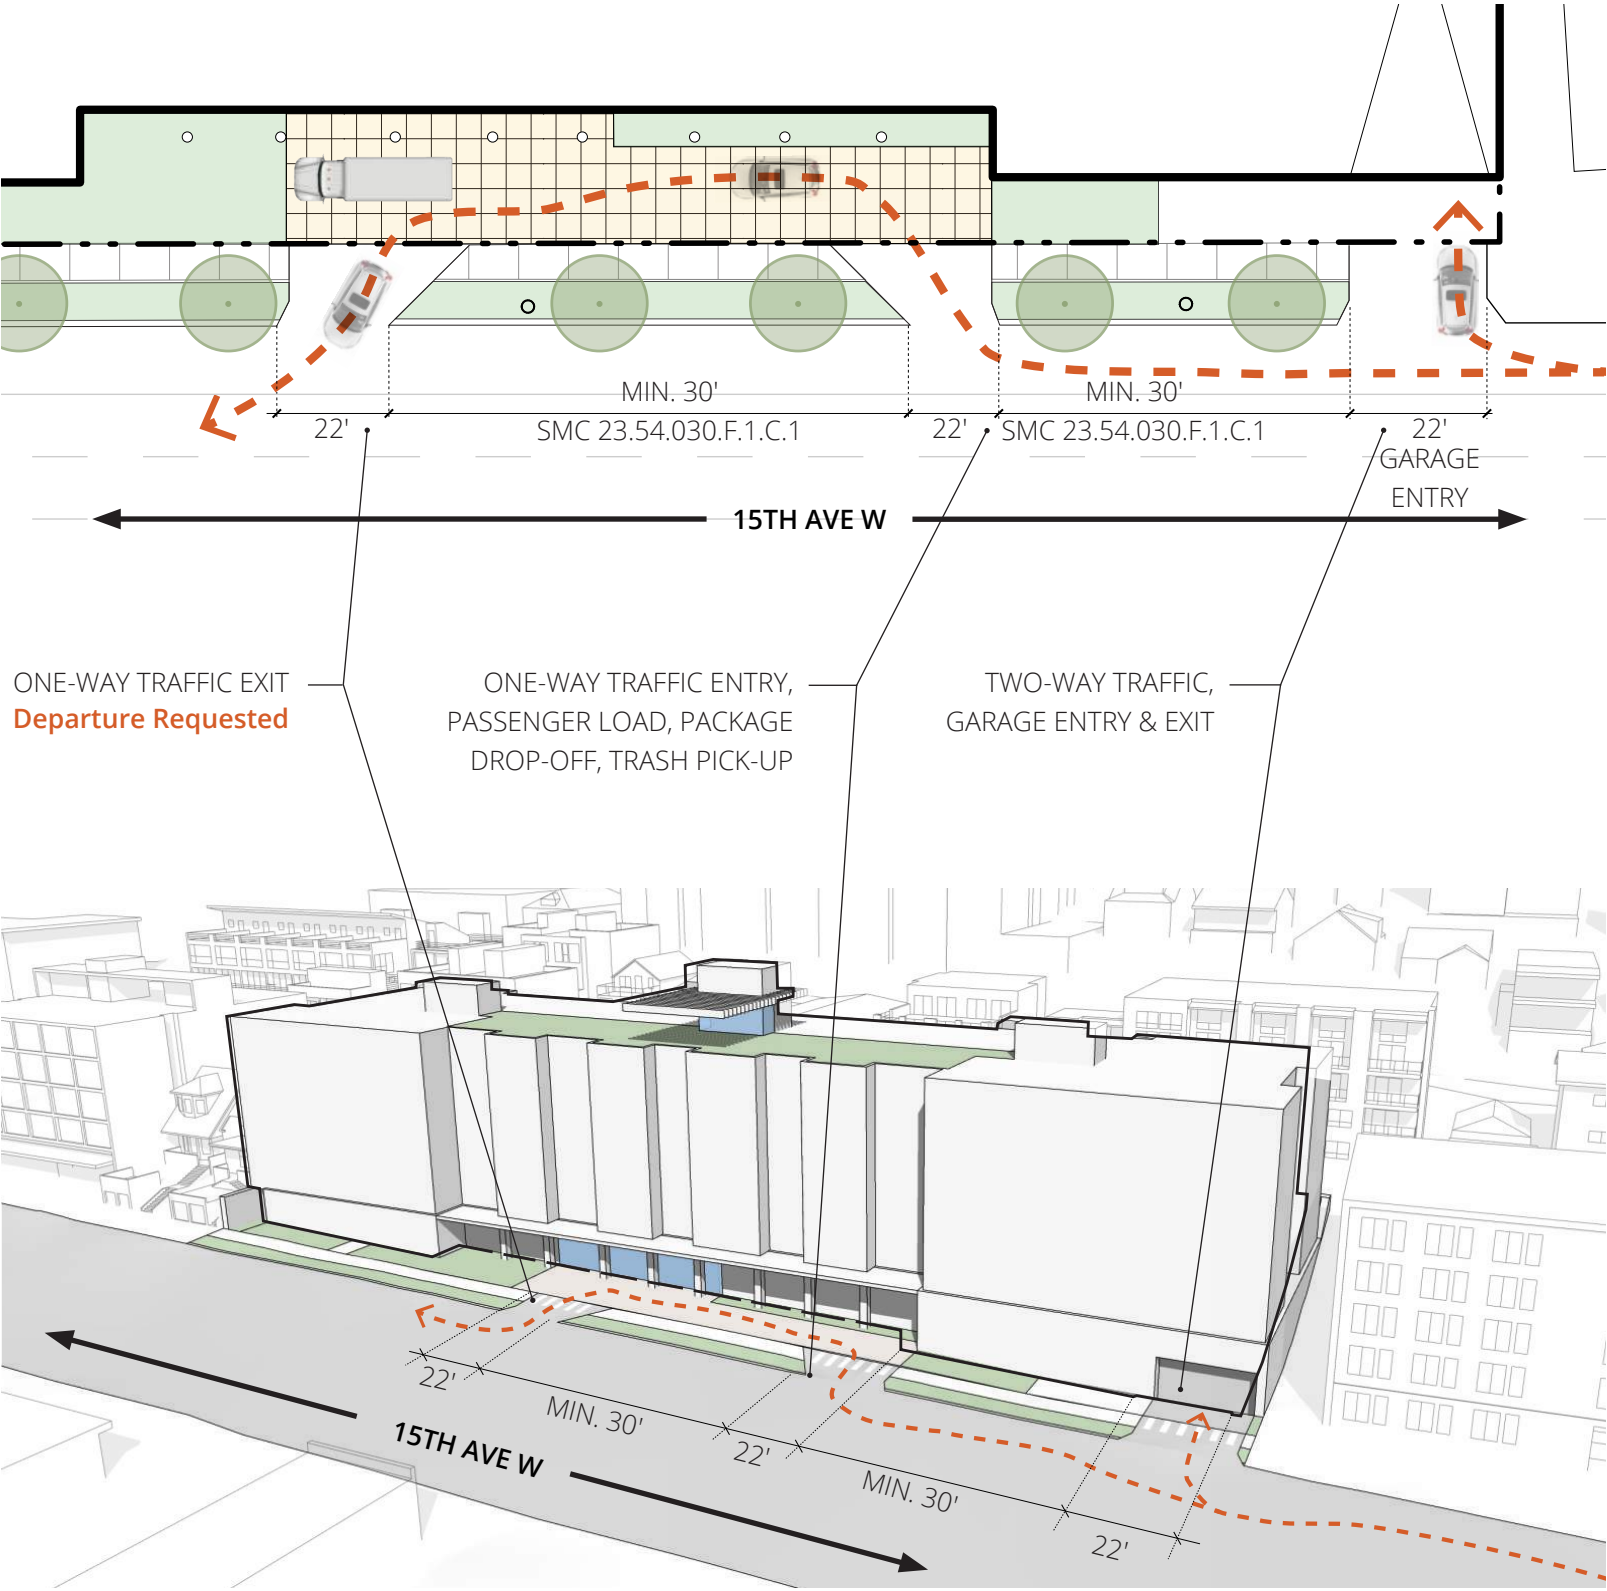 MIN. 30'
MIN. 30'
22'
SMC 23.54.030.F.1.C.1
22'
SMC 23.54.030.F.1.C.1
22'
GARAGE
ENTRY
15TH AVE W
ONE-WAY TRAFFIC EXIT
Departure Requested
ONE-WAY TRAFFIC ENTRY,
PASSENGER LOAD, PACKAGE
DROP-OFF, TRASH PICK-UP
TWO-WAY TRAFFIC,
GARAGE ENTRY & EXIT
22'
MIN. 30'
22'
MIN. 30'
22'
15TH AVE W